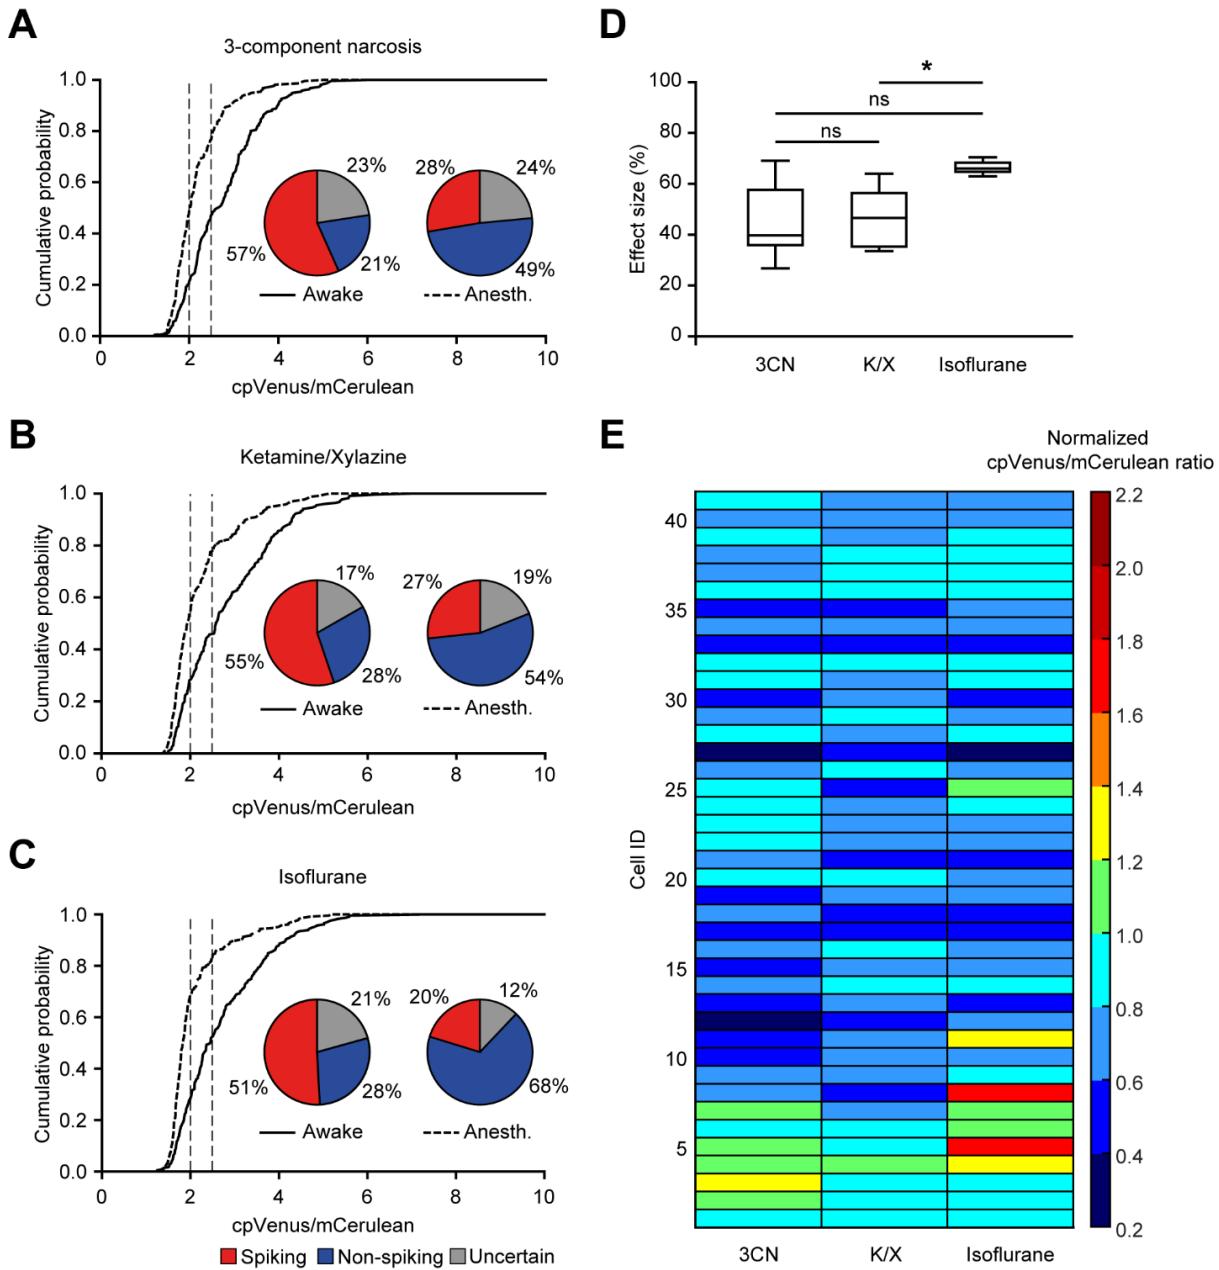 A
3-component narcosis
Cumulative probability
1.0
0.8
0.6
0.4
0.2
0.0
23%
57%
21%
28%
24%
49%
Awake
Anesth.
0 2 4 6 8 10
cpVenus/mCerulean
B
Ketamine/Xylazine
Cumulative probability
1.0
0.8
0.6
0.4
0.2
0.0
17%
55%
28%
27%
19%
54%
Awake
Anesth.
0 2 4 6 8 10
cpVenus/mCerulean
C
Isoflurane
Cumulative probability
1.0
0.8
0.6
0.4
0.2
0.0
21%
51%
28%
20%
12%
68%
Awake
Anesth.
0 2 4 6 8 10
cpVenus/mCerulean
Spiking Non-spiking Uncertain
D
Effect size (%)
100
80
60
40
20
0
*
ns
ns
3CN K/X Isoflurane
E
Normalized
cpVenus/mCerulean ratio
Cell ID
40
35
30
25
20
15
10
5
2.2
2.0
1.8
1.6
1.4
1.2
1.0
0.8
0.6
0.4
0.2
3CN K/X Isoflurane